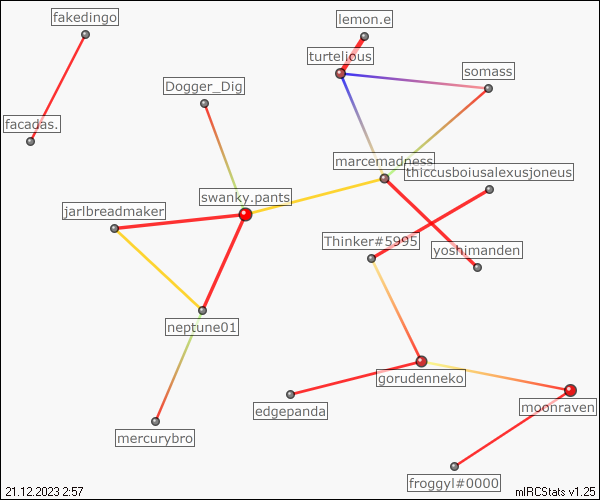 fakedingo
lemon.e
turtelious
somass
Dogger_Dig
facadas.
marcemadness
thiccusboiusalexusjoneus
swanky.pants
jarlbreadmaker
Thinker#5995
yoshimanden
neptune01
gorudenneko
moonraven
edgepanda
mercurybro
froggyl#0000
21.12.2023 2:57
mIRCStats v1.25